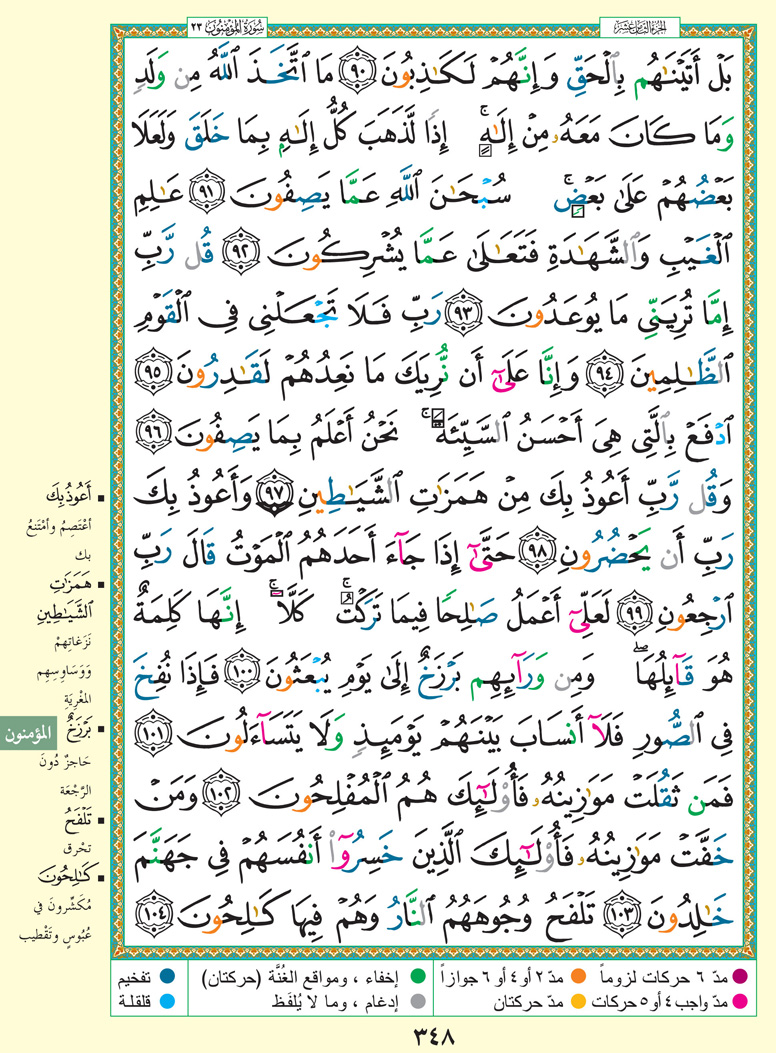 سُورَةُ المُؤْمِنُون ٢٣
الجزء الثامن عشر
بَلْ أَتَيْنَٰهُم بِٱلْحَقِّ وَإِنَّهُمْ لَكَٰذِبُونَ ٩٠ مَا ٱتَّخَذَ ٱللَّهُ مِن وَلَدٍ
وَمَا كَانَ مَعَهُۥ مِنْ إِلَٰهٍۚ إِذًا لَّذَهَبَ كُلُّ إِلَٰهٍۭ بِمَا خَلَقَ وَلَعَلَا
بَعْضُهُمْ عَلَىٰ بَعْضٍۚ سُبْحَٰنَ ٱللَّهِ عَمَّا يَصِفُونَ ٩١ عَٰلِمِ
ٱلْغَيْبِ وَٱلشَّهَٰدَةِ فَتَعَٰلَىٰ عَمَّا يُشْرِكُونَ ٩٢ قُل رَّبِّ
إِمَّا تُرِيَنِّى مَا يُوعَدُونَ ٩٣ رَبِّ فَلَا تَجْعَلْنِى فِى ٱلْقَوْمِ
ٱلظَّٰلِمِينَ ٩٤ وَإِنَّا عَلَىٰٓ أَن نُّرِيَكَ مَا نَعِدُهُمْ لَقَٰدِرُونَ ٩٥
ٱدْفَعْ بِٱلَّتِى هِىَ أَحْسَنُ ٱلسَّيِّئَةَۚ نَحْنُ أَعْلَمُ بِمَا يَصِفُونَ ٩٦
وَقُل رَّبِّ أَعُوذُ بِكَ مِنْ هَمَزَٰتِ ٱلشَّيَٰطِينِ ٩٧ وَأَعُوذُ بِكَ
رَبِّ أَن يَحْضُرُونِ ٩٨ حَتَّىٰٓ إِذَا جَآءَ أَحَدَهُمُ ٱلْمَوْتُ قَالَ رَبِّ
ٱرْجِعُونِ ٩٩ لَعَلِّىٓ أَعْمَلُ صَٰلِحًا فِيمَا تَرَكْتُۚ كَلَّآۚ إِنَّهَا كَلِمَةٌ
هُوَ قَآئِلُهَاۖ وَمِن وَرَآئِهِم بَرْزَخٌ إِلَىٰ يَوْمِ يُبْعَثُونَ ١٠٠ فَإِذَا نُفِخَ
فِى ٱلصُّورِ فَلَآ أَنسَابَ بَيْنَهُمْ يَوْمَئِذٍ وَلَا يَتَسَآءَلُونَ ١٠١
فَمَن ثَقُلَتْ مَوَٰزِينُهُۥ فَأُو۟لَٰٓئِكَ هُمُ ٱلْمُفْلِحُونَ ١٠٢ وَمَنْ
خَفَّتْ مَوَٰزِينُهُۥ فَأُو۟لَٰٓئِكَ ٱلَّذِينَ خَسِرُوٓا۟ أَنفُسَهُمْ فِى جَهَنَّمَ
خَٰلِدُونَ ١٠٣ تَلْفَحُ وُجُوهَهُمُ ٱلنَّارُ وَهُمْ فِيهَا كَٰلِحُونَ ١٠٤
أَعُوذُ بِكَ
أَعْتَصِمُ وأمْتَنِعُ
بك
هَمَزَٰتِ
ٱلشَّيَٰطِينِ
نَزَغاتِهِمْ
وَوَسَاوِسِهِم
المُغْرِيَة
بَرْزَخٌ
حَاجزٌ دُونَ
الرَّجْعَة
تَلْفَحُ
تَحْرِق
كَٰلِحُونَ
مُكَشِّرُونَ في
عُبُوسٍ وتَقْطيب
المؤمنون
مدّ ٦ حركات لزوماً
مدّ ٢ أو ٤ أو ٦ جوازاً
إخفاء ، ومواقع الغُنَّة (حركتان)
تفخيم
مدّ واجب ٤ أو ٥ حركات
مدّ حركتان
إدغام ، وما لا يُلفَظ
قلقلة
٣٤٨